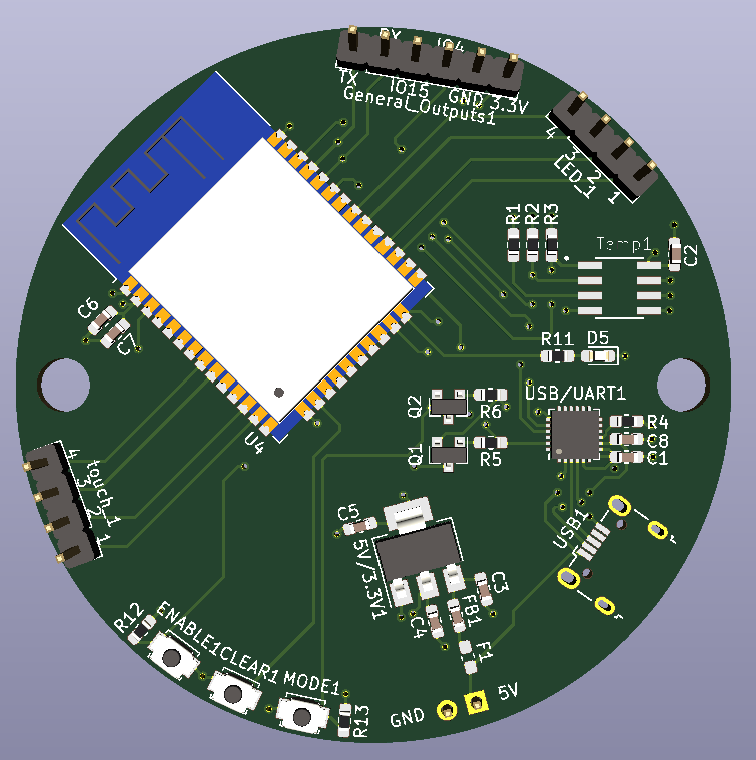 IO4
TX
IO15
GND 3.3V
General_Outputs1
4
3
2
1
LED_1
R1
R2
R3
Temp1
C2
C6
C7
R11
D5
U4
Q2
R6
USB/UART1
R4
C8
C1
Q1
R5
touch_1
4
3
2
1
C5
5V/3.3V1
USB1
C3
FB1
C4
F1
R12
ENABLE1
CLEAR1
MODE1
R13
GND
5V